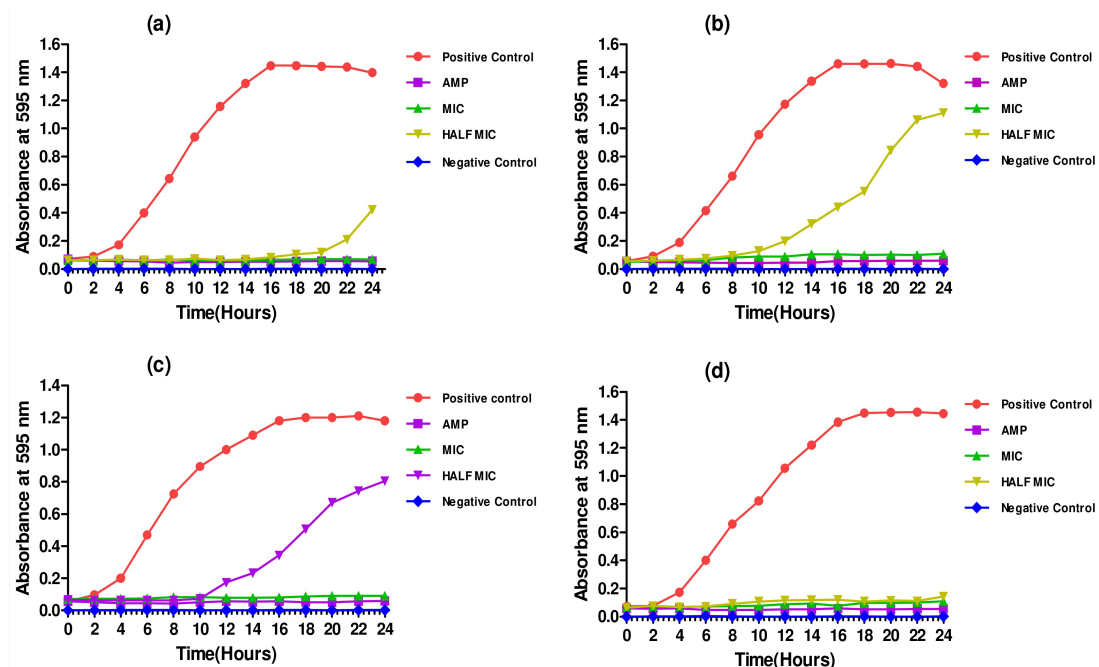 (a)
Absorbance at 595 nm
1.6
1.4
1.2
1.0
0.8
0.6
0.4
0.2
0.0
0 2 4 6 8 10 12 14 16 18 20 22 24
Time(Hours)
Positive Control
AMP
MIC
HALF MIC
Negative Control
(b)
Absorbance at 595 nm
1.6
1.4
1.2
1.0
0.8
0.6
0.4
0.2
0.0
0 2 4 6 8 10 12 14 16 18 20 22 24
Time(Hours)
Positive Control
AMP
MIC
HALF MIC
Negative Control
(c)
Absorbance at 595 nm
1.4
1.2
1.0
0.8
0.6
0.4
0.2
0.0
0 2 4 6 8 10 12 14 16 18 20 22 24
Time(Hours)
Positive control
AMP
MIC
HALF MIC
Negative Control
(d)
Absorbance at 595 nm
1.6
1.4
1.2
1.0
0.8
0.6
0.4
0.2
0.0
0 2 4 6 8 10 12 14 16 18 20 22 24
Time(Hours)
Positive Control
AMP
MIC
HALF MIC
Negative Control